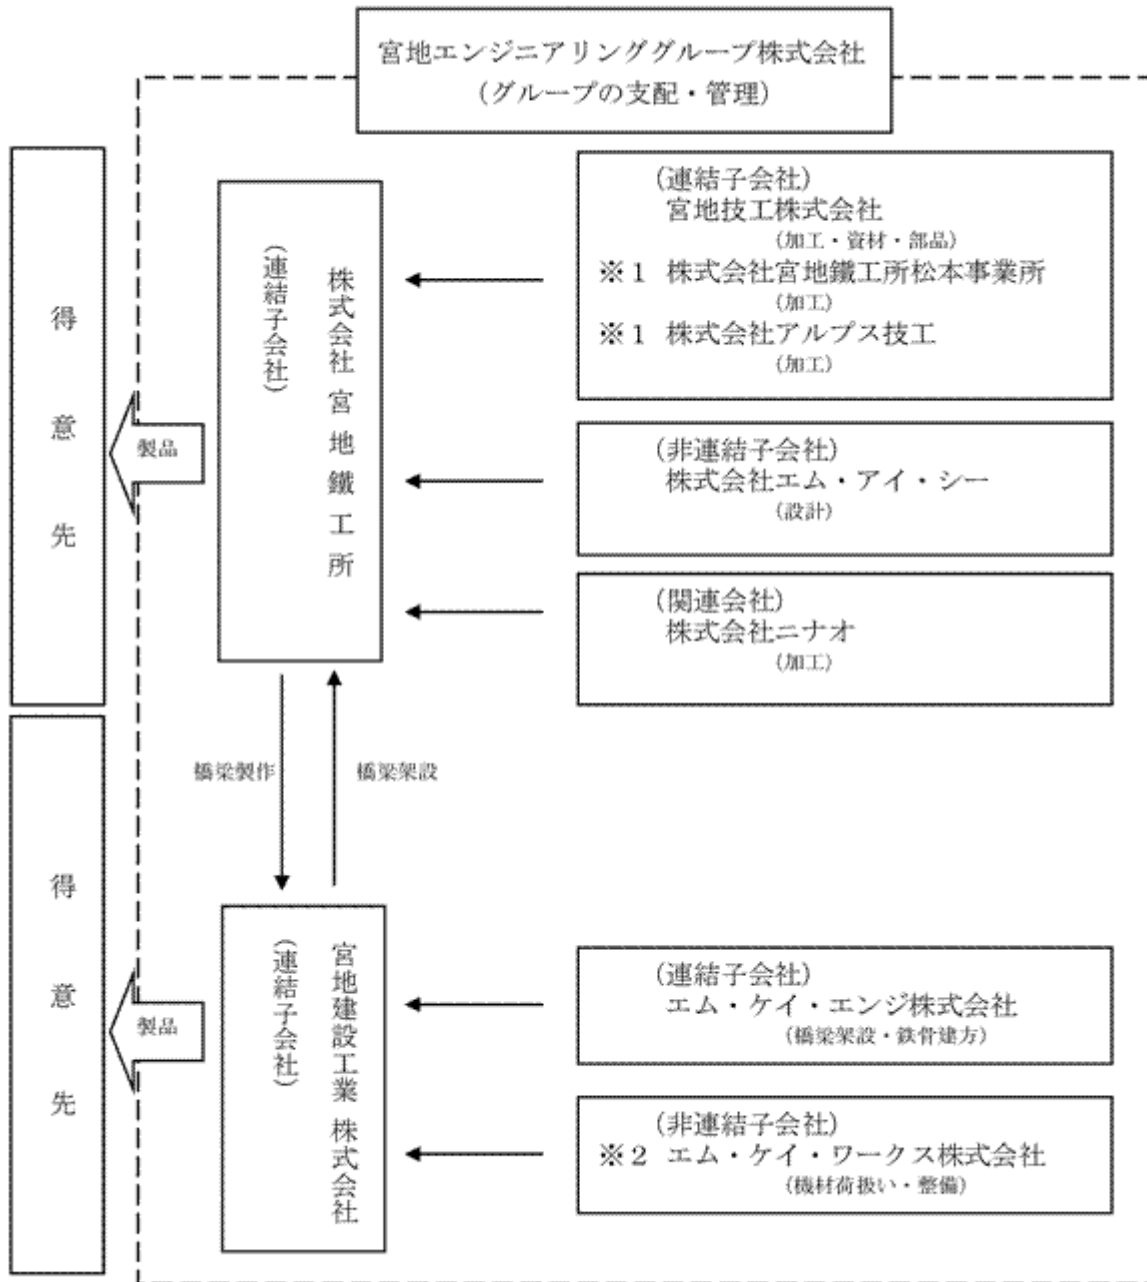 宮地エンジニアリンググループ株式会社
（グループの支配・管理）
得意先
製品
株式会社宮地鐵工所
（連結子会社）
（連結子会社）
宮地技工株式会社
（加工・資材・部品）
※１ 株式会社宮地鐵工所松本事業所
（加工）
※１ 株式会社アルプス技工
（加工）
（非連結子会社）
株式会社エム・アイ・シー
（設計）
（関連会社）
株式会社ニナオ
（加工）
橋梁製作
橋梁架設
得意先
製品
宮地建設工業株式会社
（連結子会社）
（連結子会社）
エム・ケイ・エンジ株式会社
（橋梁架設・鉄骨建方）
（非連結子会社）
※２ エム・ケイ・ワークス株式会社
（機材荷扱い・整備）